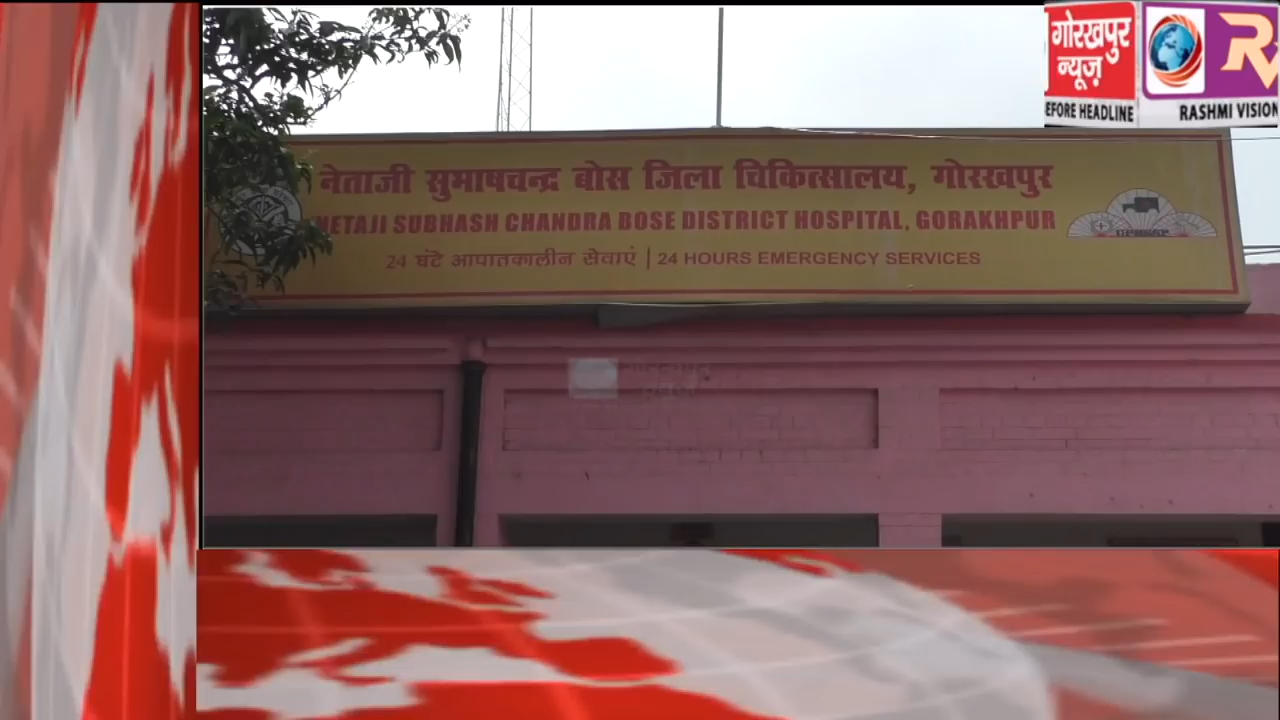 गोरखपुर
न्यूज़
RV
EFORE HEADLINE
RASHMI VISION
नेताजी सुभाषचन्द्र बोस जिला चिकित्सालय, गोरखपुर
NETAJI SUBHASH CHANDRA BOSE DISTRICT HOSPITAL, GORAKHPUR
24 घंटे आपातकालीन सेवाएं | 24 HOURS EMERGENCY SERVICES